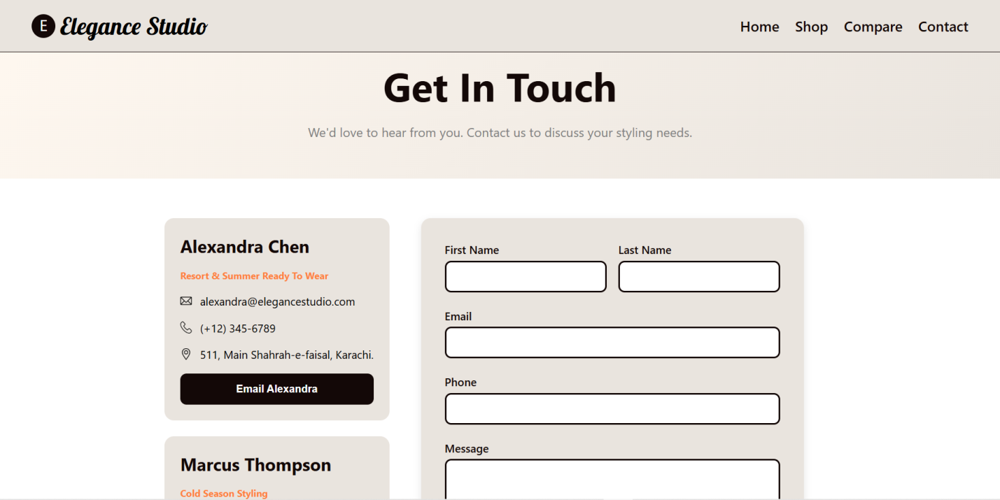 E Elegance Studio
Home Shop Compare Contact
Get In Touch
We'd love to hear from you. Contact us to discuss your styling needs.
Alexandra Chen
Resort & Summer Ready To Wear
alexandra@elegancestudio.com
(+12) 345-6789
511, Main Shahrah-e-faisal, Karachi.
Email Alexandra
Marcus Thompson
Cold Season Styling
First Name
Last Name
Email
Phone
Message